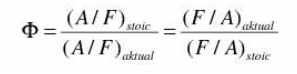 Φ = (A/F)stoic / (A/F)aktual = (F/A)aktual / (F/A)stoic